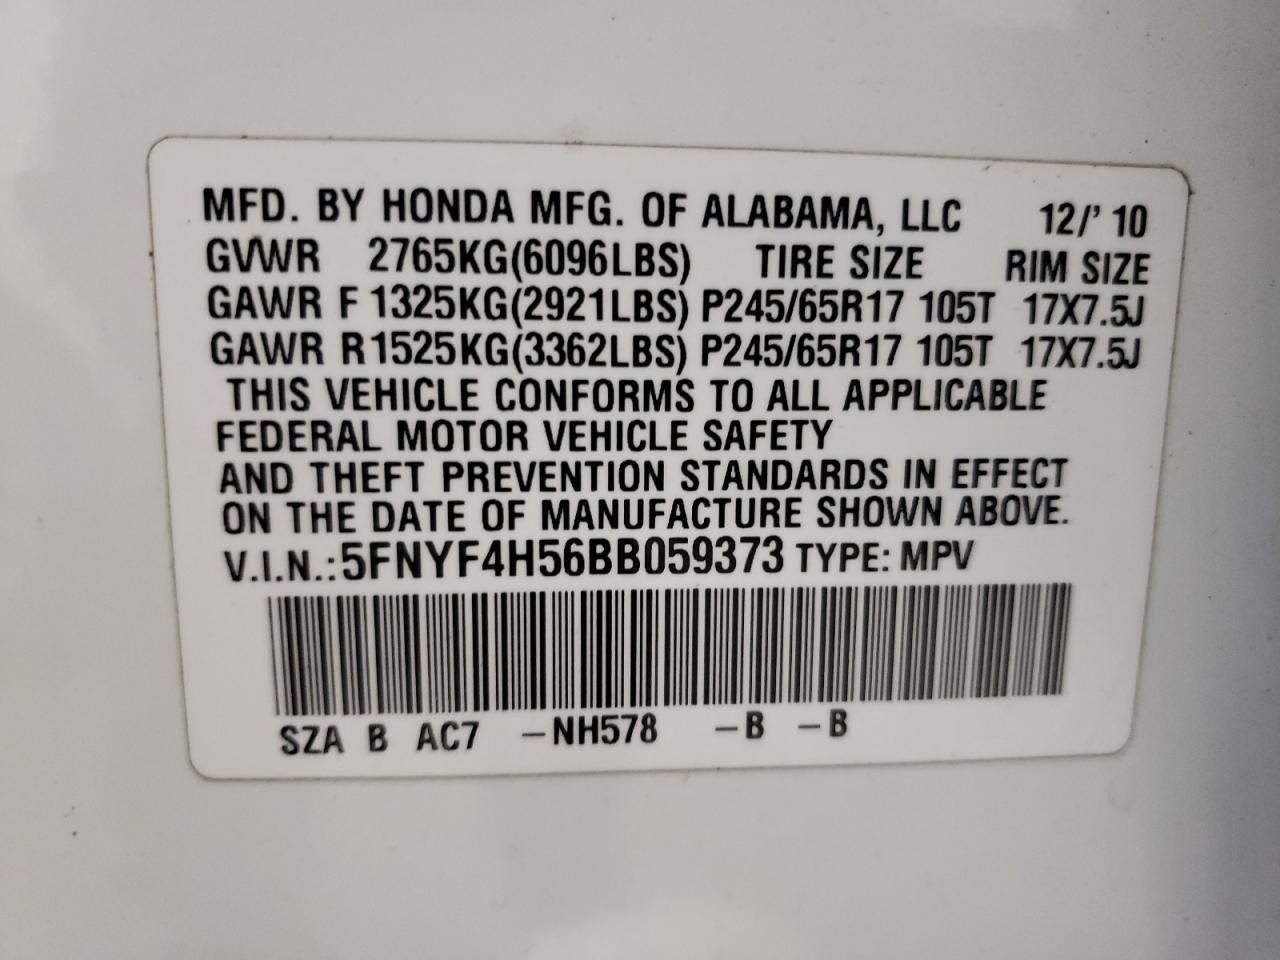 MFD. BY HONDA MFG. OF ALABAMA, LLC 12/' 10
GVWR 2765KG(6096LBS) TIRE SIZE RIM SIZE
GAWR F 1325KG(2921LBS) P245/65R17 105T 17X7.5J
GAWR R1525KG(3362LBS) P245/65R17 105T 17X7.5J
THIS VEHICLE CONFORMS TO ALL APPLICABLE
FEDERAL MOTOR VEHICLE SAFETY
AND THEFT PREVENTION STANDARDS IN EFFECT
ON THE DATE OF MANUFACTURE SHOWN ABOVE.
V.I.N.:5FNYF4H56BB059373 TYPE: MPV
SZA B AC7 –NH578 –B –B